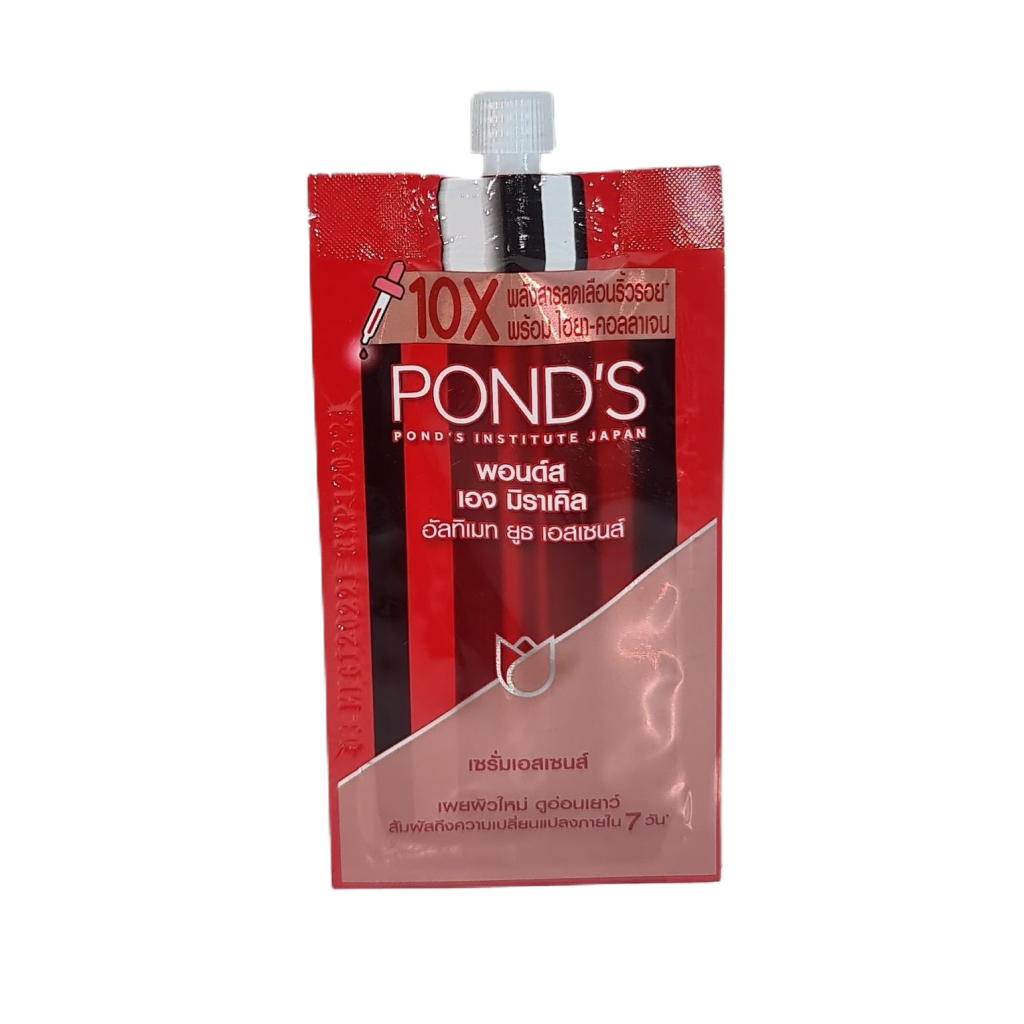 10X พลังสารลดเลือนริ้วรอย+
พร้อม ไฮยา-คอลลาเจน
POND'S
POND'S INSTITUTE JAPAN
พอนด์ส
เอจ มิราเคิล
อัลทิเมท ยูธ เอสเซนส์
เซรั่มเอสเซนส์
เผยผิวใหม่ ดูอ่อนเยาว์
สัมผัสถึงความเปลี่ยนแปลงภายใน 7 วัน*